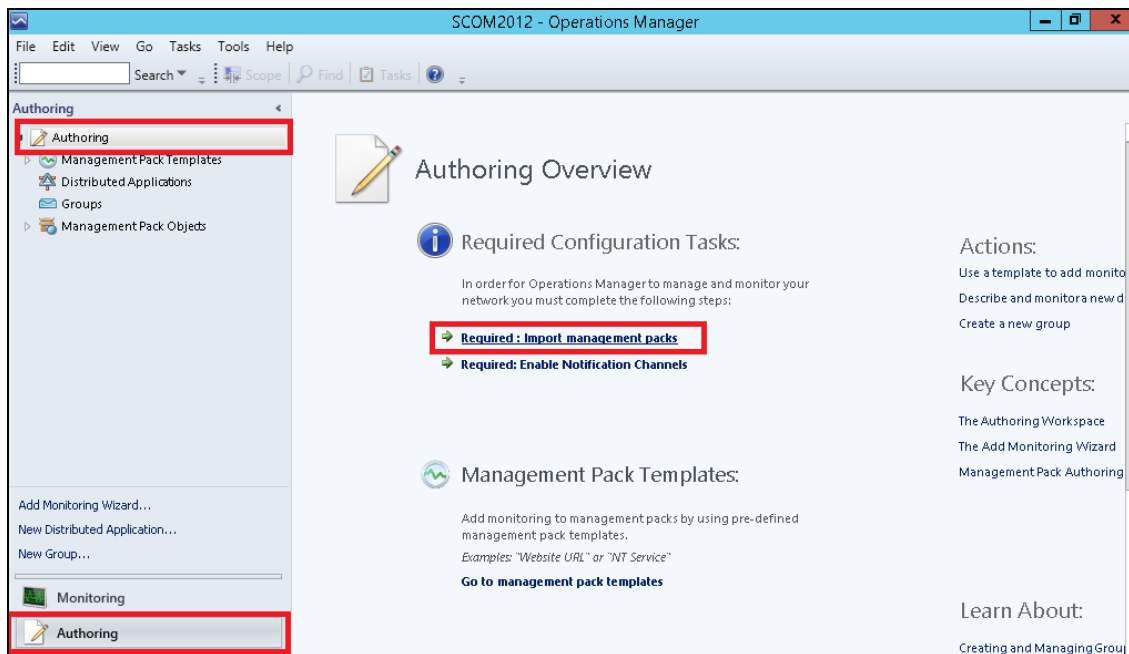 SCOM2012 - Operations Manager
File Edit View Go Tasks Tools Help
Search Scope Find Tasks
Authoring
Authoring
Management Pack Templates
Distributed Applications
Groups
Management Pack Objects
Add Monitoring Wizard...
New Distributed Application...
New Group...
Monitoring
Authoring
Authoring Overview
Required Configuration Tasks:
In order for Operations Manager to manage and monitor your
network you must complete the following steps:
Required : Import management packs
Required: Enable Notification Channels
Management Pack Templates:
Add monitoring to management packs by using pre-defined
management pack templates.
Examples: "Website URL" or "NT Service"
Go to management pack templates
Actions:
Use a template to add monito
Describe and monitor a new d
Create a new group
Key Concepts:
The Authoring Workspace
The Add Monitoring Wizard
Management Pack Authoring
Learn About:
Creating and Managing Grou